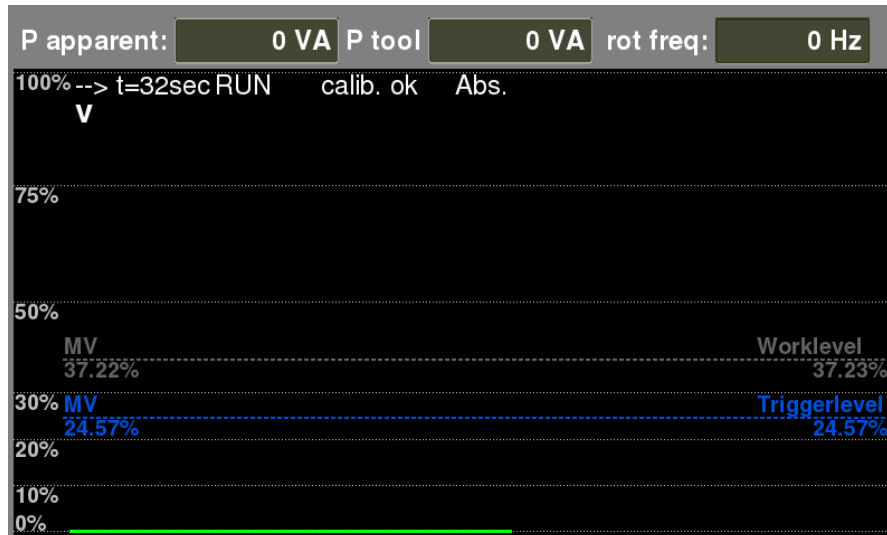 P apparent: 0 VA P tool 0 VA rot freq: 0 Hz
100% --> t=32sec RUN calib. ok Abs.
V
75%
50%
MV Worklevel
37.22% 37.23%
30% MV Triggerlevel
24.57% 24.57%
20%
10%
0%